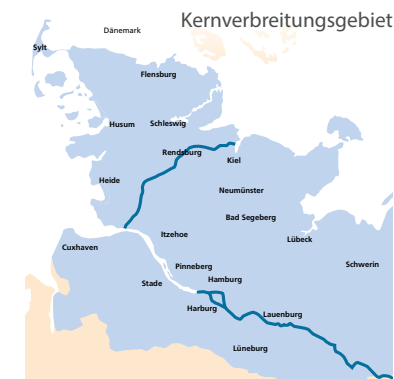 Kernverbreitungsgebiet
Dänemark
Sylt
Flensburg
Husum
Schleswig
Rendsburg
Kiel
Heide
Neumünster
Bad Segeberg
Itzehoe
Lübeck
Cuxhaven
Pinneberg
Schwerin
Stade
Hamburg
Harburg
Lauenburg
Lüneburg